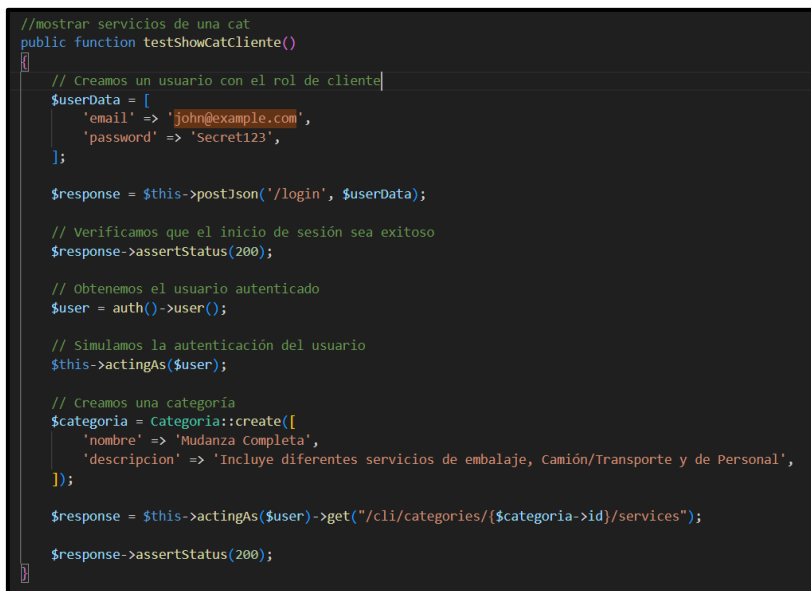 //mostrar servicios de una cat
public function testShowCatCliente()
{
    // Creamos un usuario con el rol de cliente
    $userData = [
        'email' => 'john@example.com',
        'password' => 'Secret123',
    ];

    $response = $this->postJson('/login', $userData);

    // Verificamos que el inicio de sesión sea exitoso
    $response->assertStatus(200);

    // Obtenemos el usuario autenticado
    $user = auth()->user();

    // Simulamos la autenticación del usuario
    $this->actingAs($user);

    // Creamos una categoría
    $categoria = Categoria::create([
        'nombre' => 'Mudanza Completa',
        'descripcion' => 'Incluye diferentes servicios de embalaje, Camión/Transporte y de Personal',
    ]);

    $response = $this->actingAs($user)->get("/cli/categories/{$categoria->id}/services");

    $response->assertStatus(200);
}